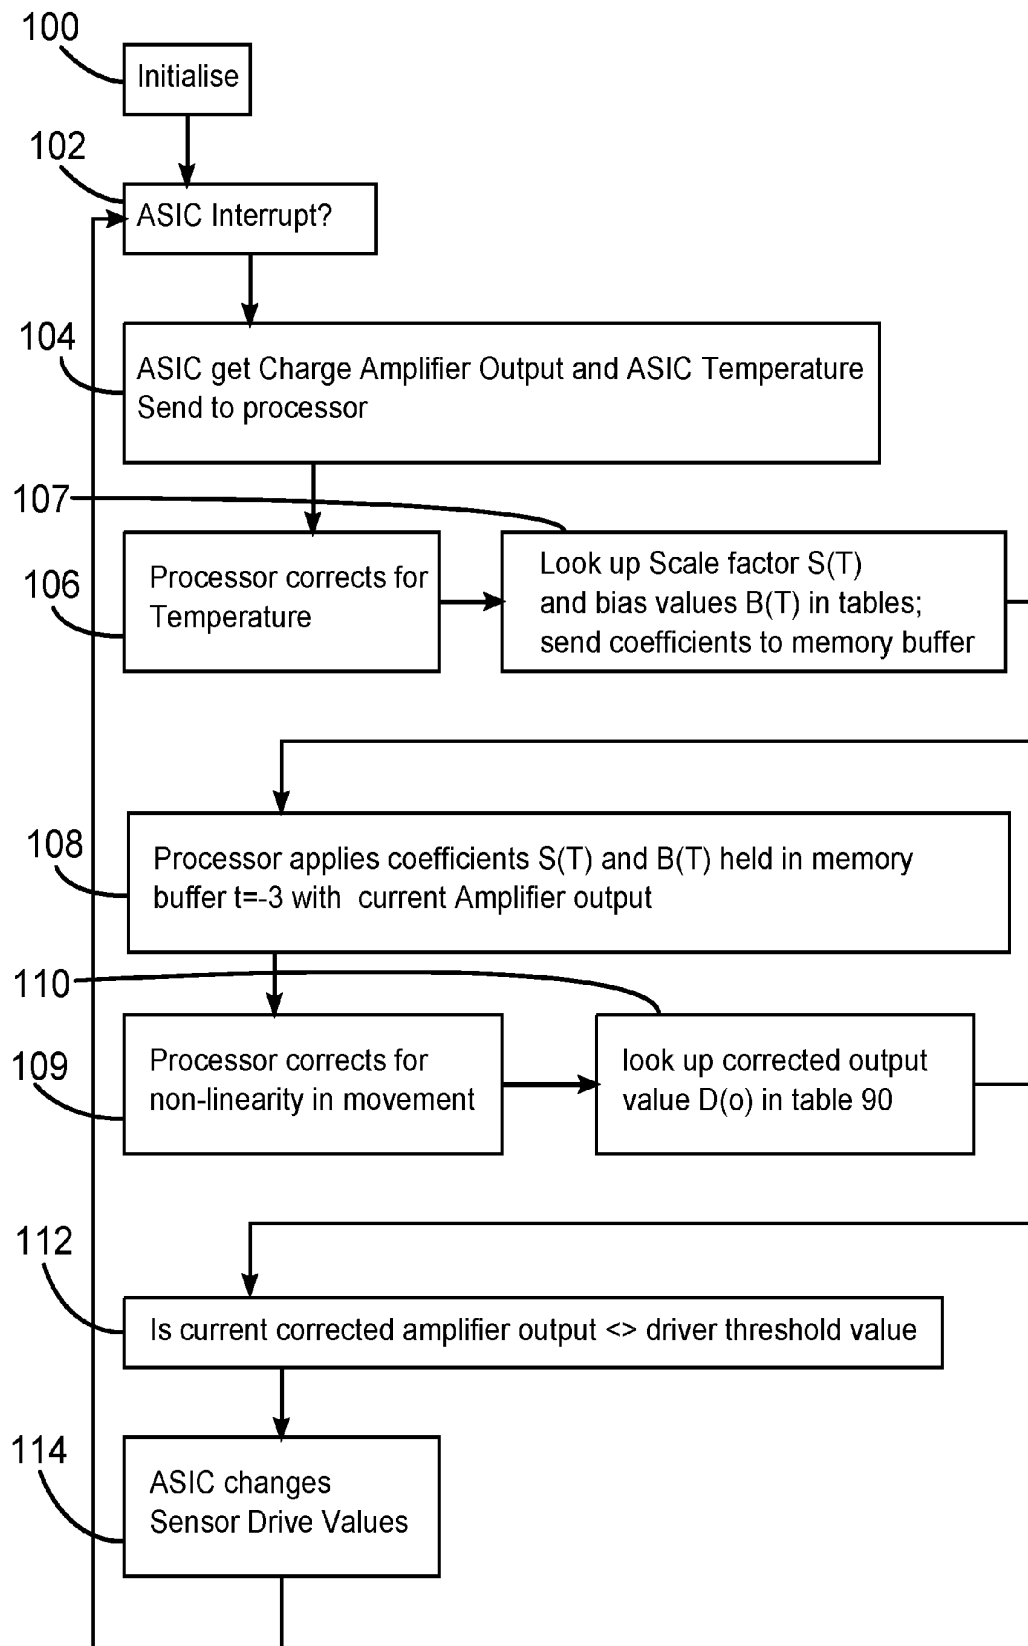 100
Initialise
102
ASIC Interrupt?
104
ASIC get Charge Amplifier Output and ASIC Temperature
Send to processor
107
106
Processor corrects for
Temperature
Look up Scale factor S(T)
and bias values B(T) in tables;
send coefficients to memory buffer
108
Processor applies coefficients S(T) and B(T) held in memory
buffer t=-3 with current Amplifier output
110
109
Processor corrects for
non-linearity in movement
look up corrected output
value D(o) in table 90
112
Is current corrected amplifier output <> driver threshold value
114
ASIC changes
Sensor Drive Values